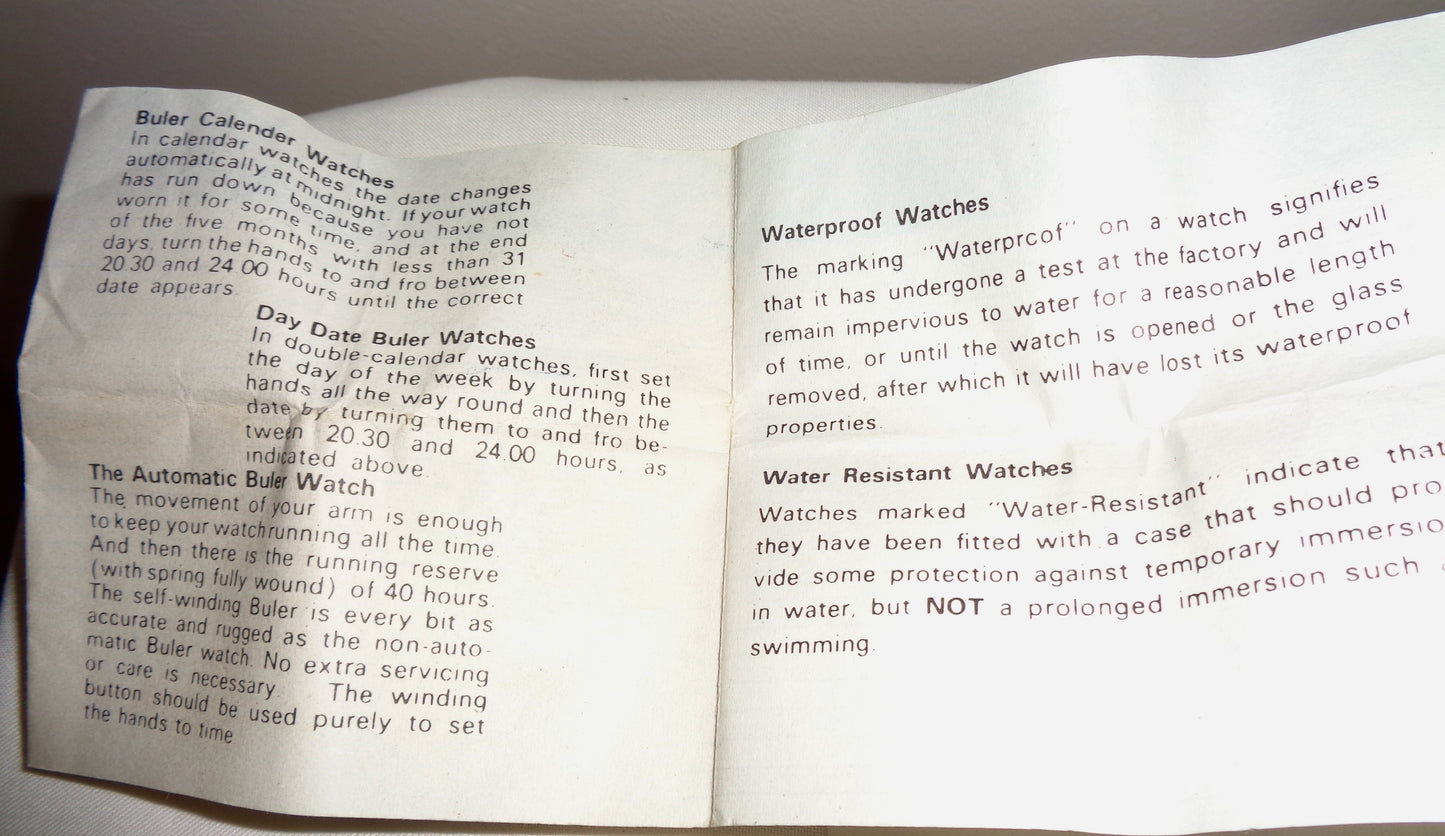 Buler Calender Watches
In calendar watches the date changes
automatically at midnight. If your watch
has run down because you have not
worn it for some time, and at the end
of the five months with less than 31
days, turn the hands to and fro between
20.30 and 24.00 hours until the correct
date appears.
Day Date Buler Watches
In double-calendar watches, first set
the day of the week by turning the
hands all the way round and then the
date by turning them to and fro be-
tween 20.30 and 24.00 hours, as
indicated above.
The Automatic Buler Watch
The movement of your arm is enough
to keep your watch running all the time.
And then there is the running reserve
(with spring fully wound) of 40 hours.
The self-winding Buler is every bit as
accurate and rugged as the non-auto-
matic Buler watch. No extra servicing
or care is necessary. The winding
button should be used purely to set
the hands to time
Waterproof Watches
The marking "Waterprcof" on a watch signifies
that it has undergone a test at the factory and will
remain impervious to water for a reasonable length
of time, or until the watch is opened or the glass
removed, after which it will have lost its waterproof
properties.
Water Resistant Watches
Watches marked "Water-Resistant" indicate that
they have been fitted with a case that should pro
vide some protection against temporary immersio
in water, but NOT a prolonged immersion such
swimming.